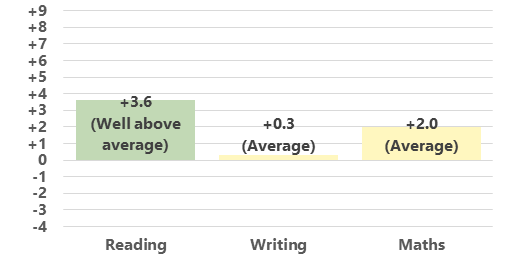 +9
+8
+7
+6
+5
+4
+3
+2
+1
0
-1
-2
-3
-4
+3.6
(Well above
average)
+0.3
(Average)
+2.0
(Average)
Reading
Writing
Maths